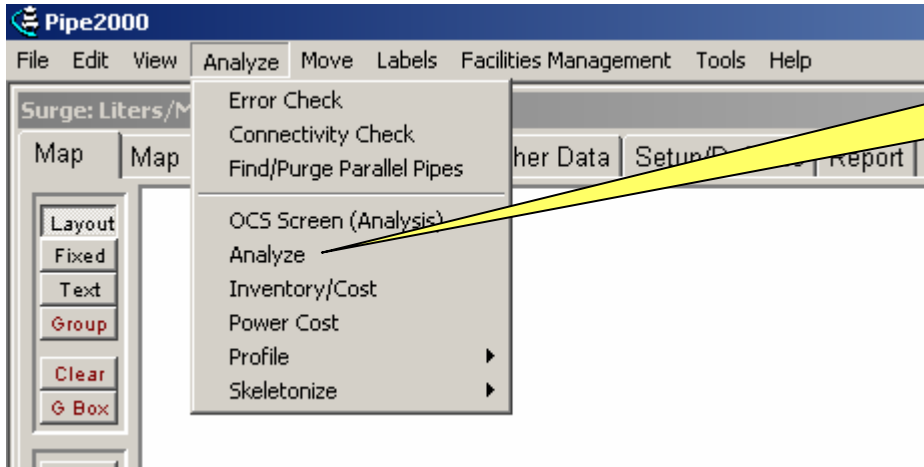 Pipe2000
File Edit View Analyze Move Labels Facilities Management Tools Help
Surge: Liters/M
Map Map her Data Report
Error Check
Connectivity Check
Find/Purge Parallel Pipes
OCS Screen (Analysis)
Analyze
Inventory/Cost
Power Cost
Profile
Skeletonize
Layout
Fixed
Text
Group
Clear
G Box